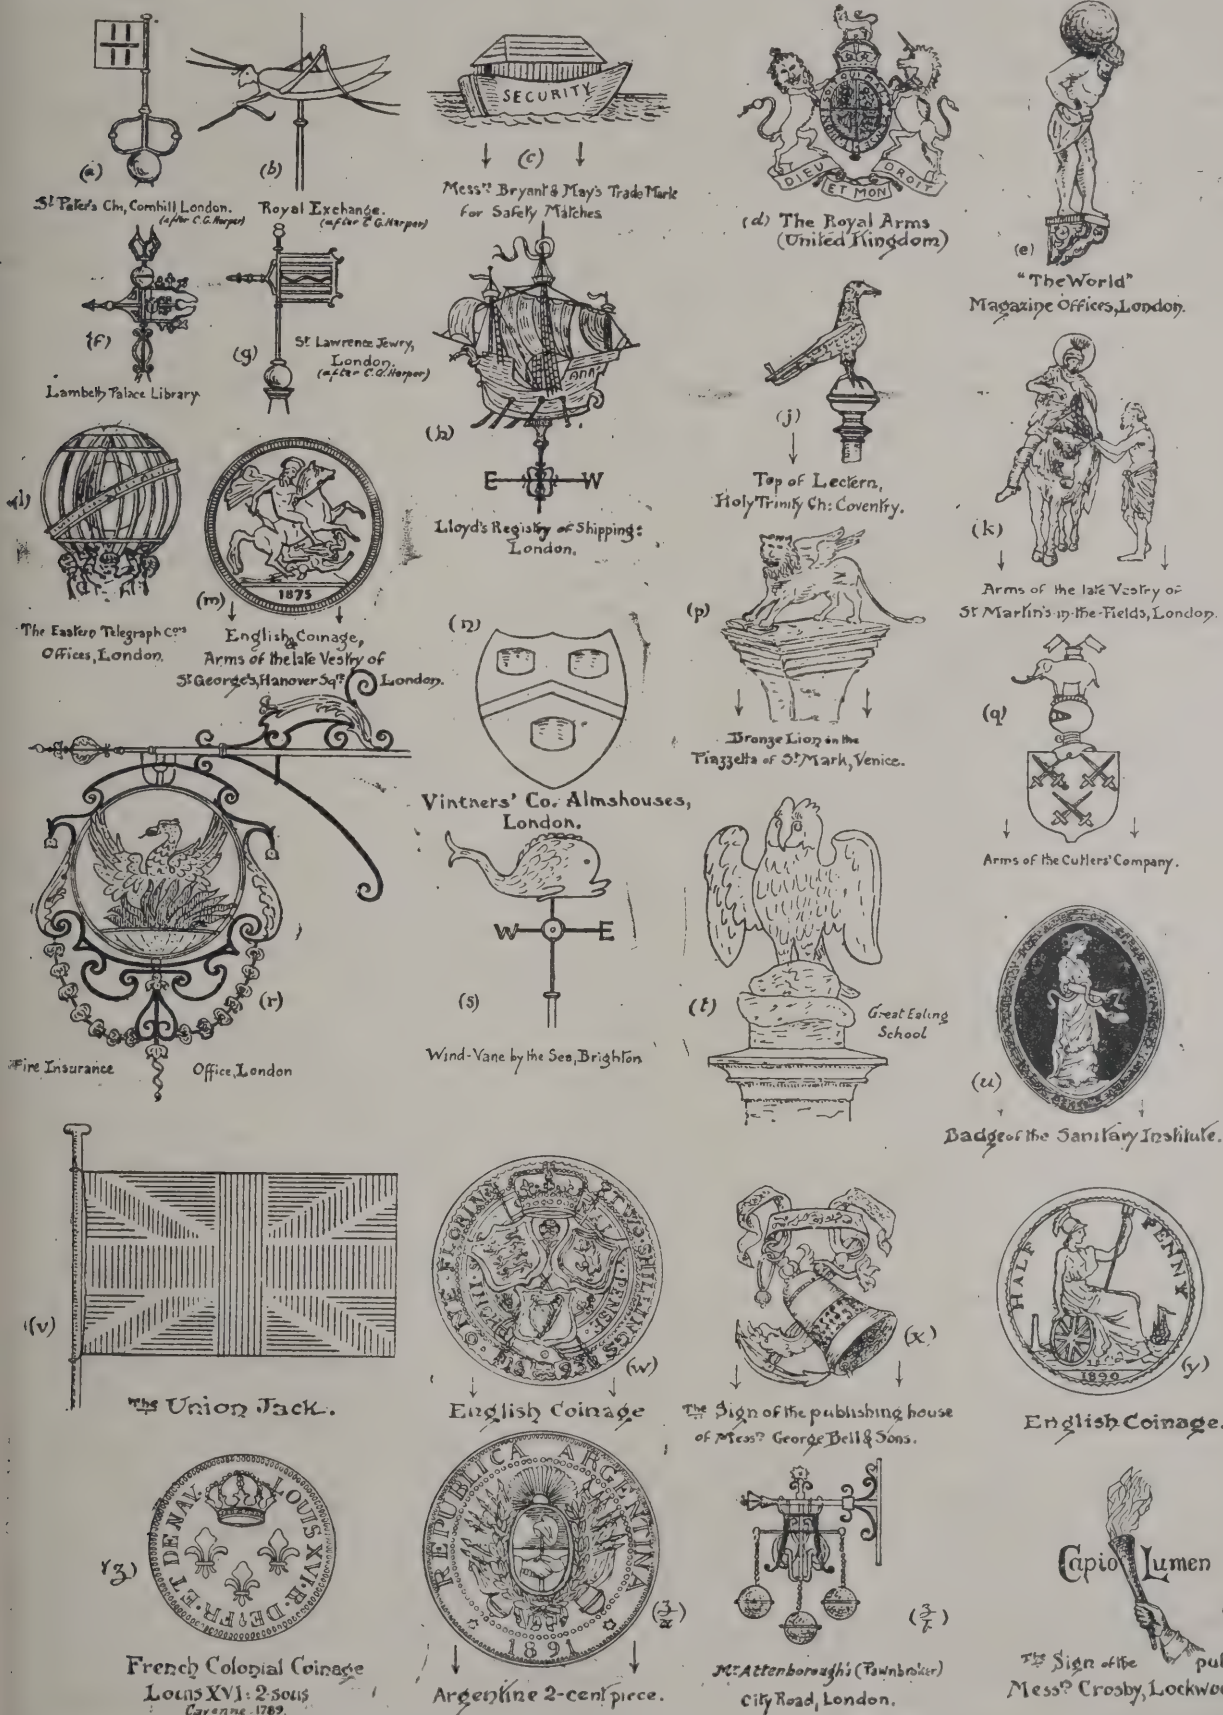 (a)
St Peter's Ch, Cornhill London.
(after C. G. Harper)
(b)
Royal Exchange.
(after C. G. Harper)
SECURITY
(c)
Messrs Bryant & May's Trade Mark
for Safety Matches
DIEU ET MON DROIT
(d) The Royal Arms
(United Kingdom)
(e)
"The World"
Magazine Offices, London.
(f)
Lambeth Palace Library
(g)
St Lawrence Jewry,
London.
(after C. G. Harper)
ANN
(h)
E W
Lloyd's Registry of Shipping:
London.
(j)
Top of Lectern,
Holy Trinity Ch: Coventry.
(k)
Arms of the late Vestry of
St Martin's-in-the-Fields, London.
(l)
The Eastern Telegraph Co's
Offices, London.
1875
(m)
English Coinage,
&
Arms of the late Vestry of
St George's, Hanover Sqre London.
(n)
Vintners' Co. Almshouses,
London.
(p)
Bronze Lion in the
Piazzetta of St Mark, Venice.
(q)
Arms of the Cutlers' Company.
(r)
Fire Insurance Office, London
W E
(s)
Wind-Vane by the Sea, Brighton
(t)
Great Ealing
School
(u)
Badge of the Sanitary Institute.
(v)
The Union Jack.
ONE FLORIN TWO SHILLINGS
(w)
English Coinage
(x)
The Sign of the publishing house
of Messrs George Bell & Sons.
HALF PENNY
1890
(y)
English Coinage.
LOUIS XVI. R. DE FR. ET DE NAV.
(z)
French Colonial Coinage
Louis XVI: 2 sous
Cayenne. 1789.
REPUBLICA ARGENTINA
1891
(z/a)
Argentine 2-cent piece.
(z/b)
Mr Attenborough's (Pawnbroker)
City Road, London.
Capio Lumen
The Sign of the pub
Messrs Crosby, Lockwoo